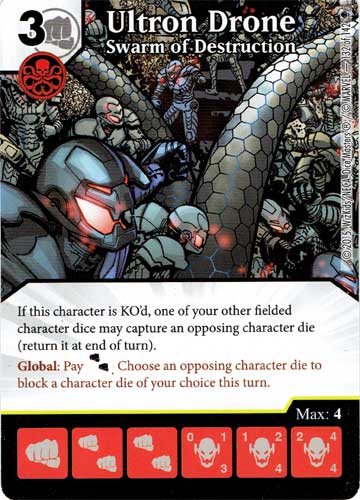 3
Ultron Drone
Swarm of Destruction
If this character is KO'd, one of your other fielded
character dice may capture an opposing character die
(return it at end of turn).
Global: Pay . Choose an opposing character die to
block a character die of your choice this turn.
Max: 4
0 1 3
1 2 4
2 4 4